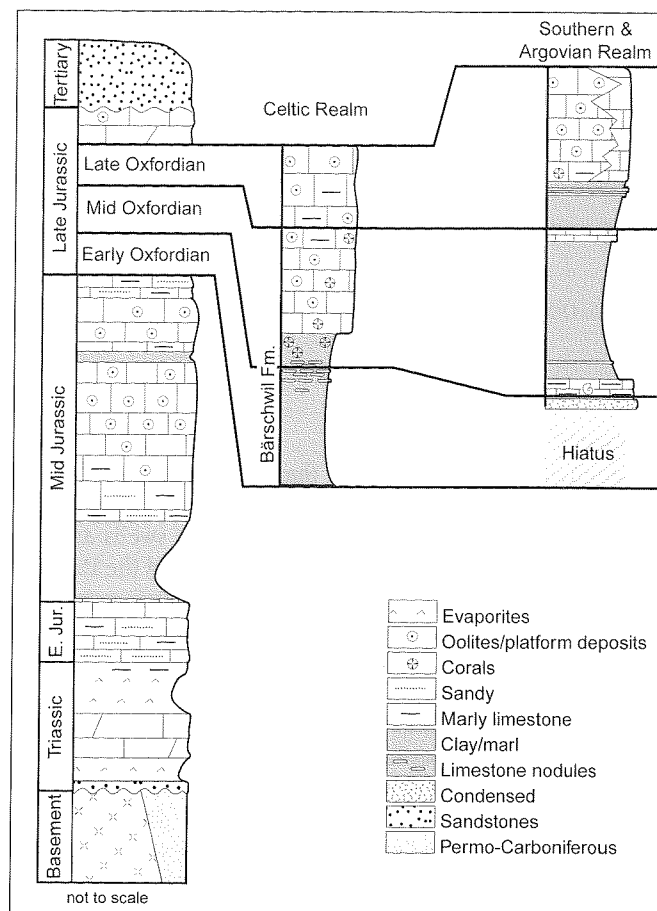 Southern &
Argovian Realm
Celtic Realm
Tertiary
Late Jurassic
Late Oxfordian
Mid Oxfordian
Early Oxfordian
Mid Jurassic
Bärschwil Fm.
Hiatus
E. Jur.
Triassic
Basement
not to scale
Evaporites
Oolites/platform deposits
Corals
Sandy
Marly limestone
Clay/marl
Limestone nodules
Condensed
Sandstones
Permo-Carboniferous